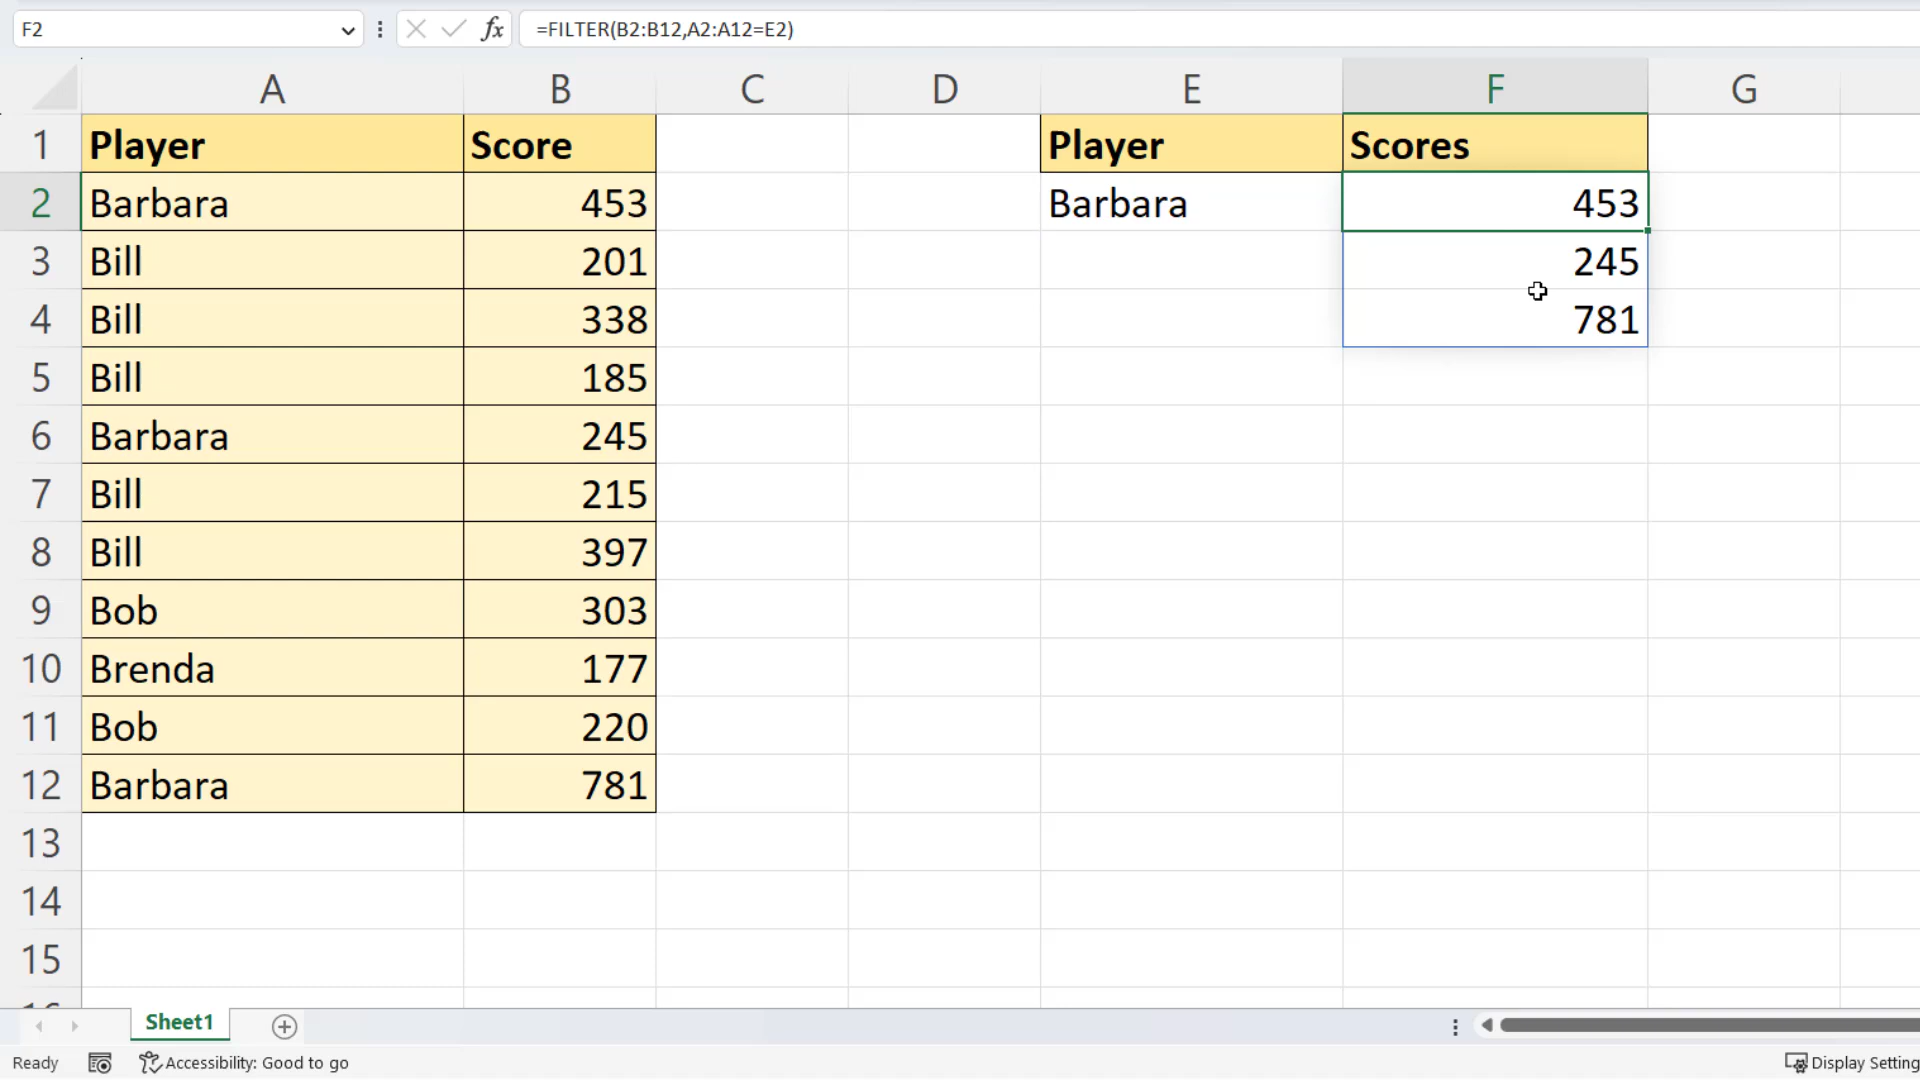 F2 fx =FILTER(B2:B12,A2:A12=E2)
A B C D E F G
1 Player Score Player Scores
2 Barbara 453 Barbara 453
3 Bill 201 245
4 Bill 338 781
5 Bill 185
6 Barbara 245
7 Bill 215
8 Bill 397
9 Bob 303
10 Brenda 177
11 Bob 220
12 Barbara 781
13
14
15
Sheet1
Ready Accessibility: Good to go Display Setting